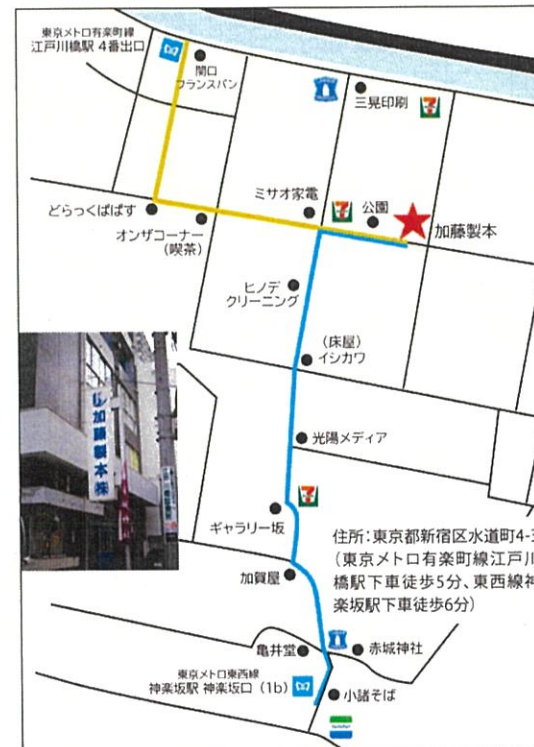 東京メトロ有楽町線
江戸川橋駅 4番出口
関口
フランスパン
三晃印刷
どらっくぱぱす
オンザコーナー
(喫茶)
ミサオ家電
公園
加藤製本
ヒノデ
クリーニング
(床屋)
イシカワ
光陽メディア
加藤製本株
ギャラリー坂
住所:東京都新宿区水道町4-3
(東京メトロ有楽町線江戸川
橋駅下車徒歩5分、東西線神
楽坂駅下車徒歩6分)
加賀屋
亀井堂
赤城神社
東京メトロ東西線
神楽坂駅 神楽坂口(1b)
小諸そば